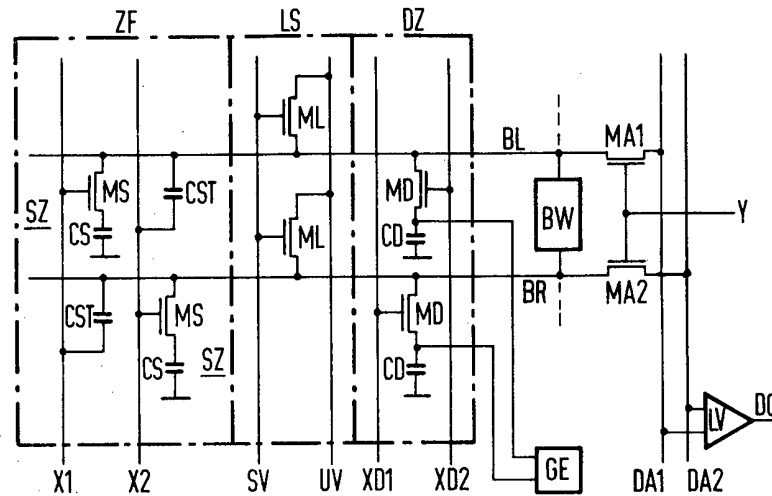 ZF LS DZ
ML
BL MA1
MS CST MD
SZ BW Y
CS ML CD
BR MA2
CST MS MD
CS SZ CD
LV DO
GE
X1 X2 SV UV XD1 XD2 DA1 DA2